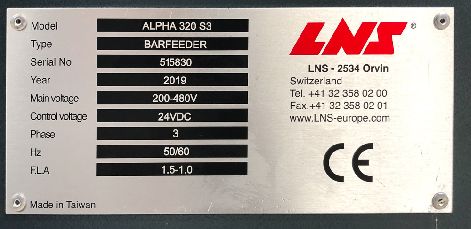 Model ALPHA 320 S3
Type BARFEEDER
Serial No 515830
Year 2019
Main voltage 200-480V
Control voltage 24VDC
Phase 3
Hz 50/60
F.L.A 1.5-1.0
Made in Taiwan
LNS®
LNS - 2534 Orvin
Switzerland
Tel. +41 32 358 02 00
Fax +41 32 358 02 01
www.LNS-europe.com
CE